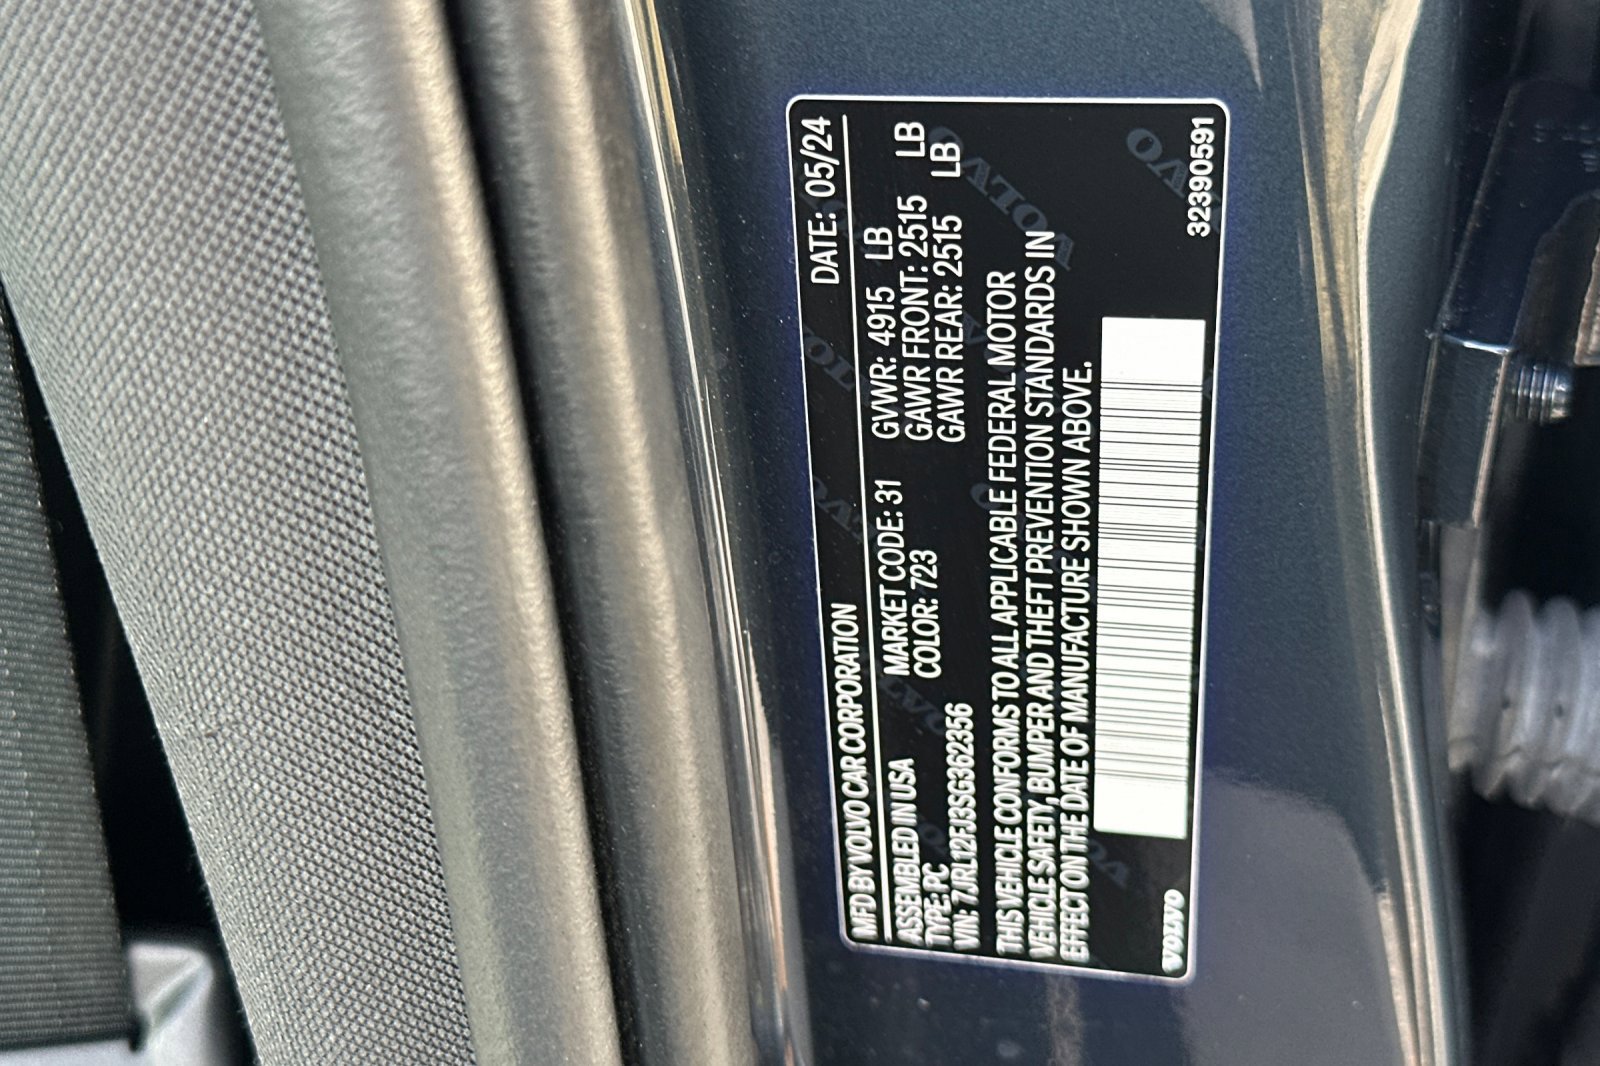 MFD BY VOLVO CAR CORPORATION DATE: 05/24
ASSEMBLED IN USA MARKET CODE: 31 GVWR: 4915 LB
TYPE: PC COLOR: 723 GAWR FRONT: 2515 LB
VIN: 7JRL12FJ3SG362356 GAWR REAR: 2515 LB
THIS VEHICLE CONFORMS TO ALL APPLICABLE FEDERAL MOTOR
VEHICLE SAFETY, BUMPER AND THEFT PREVENTION STANDARDS IN
EFFECT ON THE DATE OF MANUFACTURE SHOWN ABOVE.
VOLVO 32390591